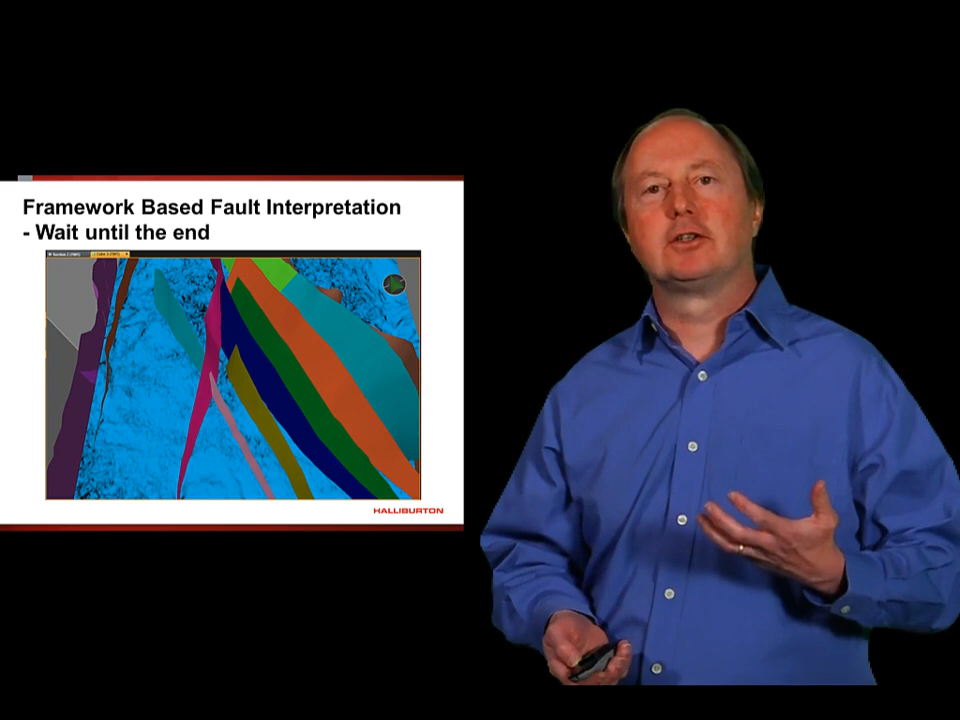 Framework Based Fault Interpretation
- Wait until the end
HALLIBURTON